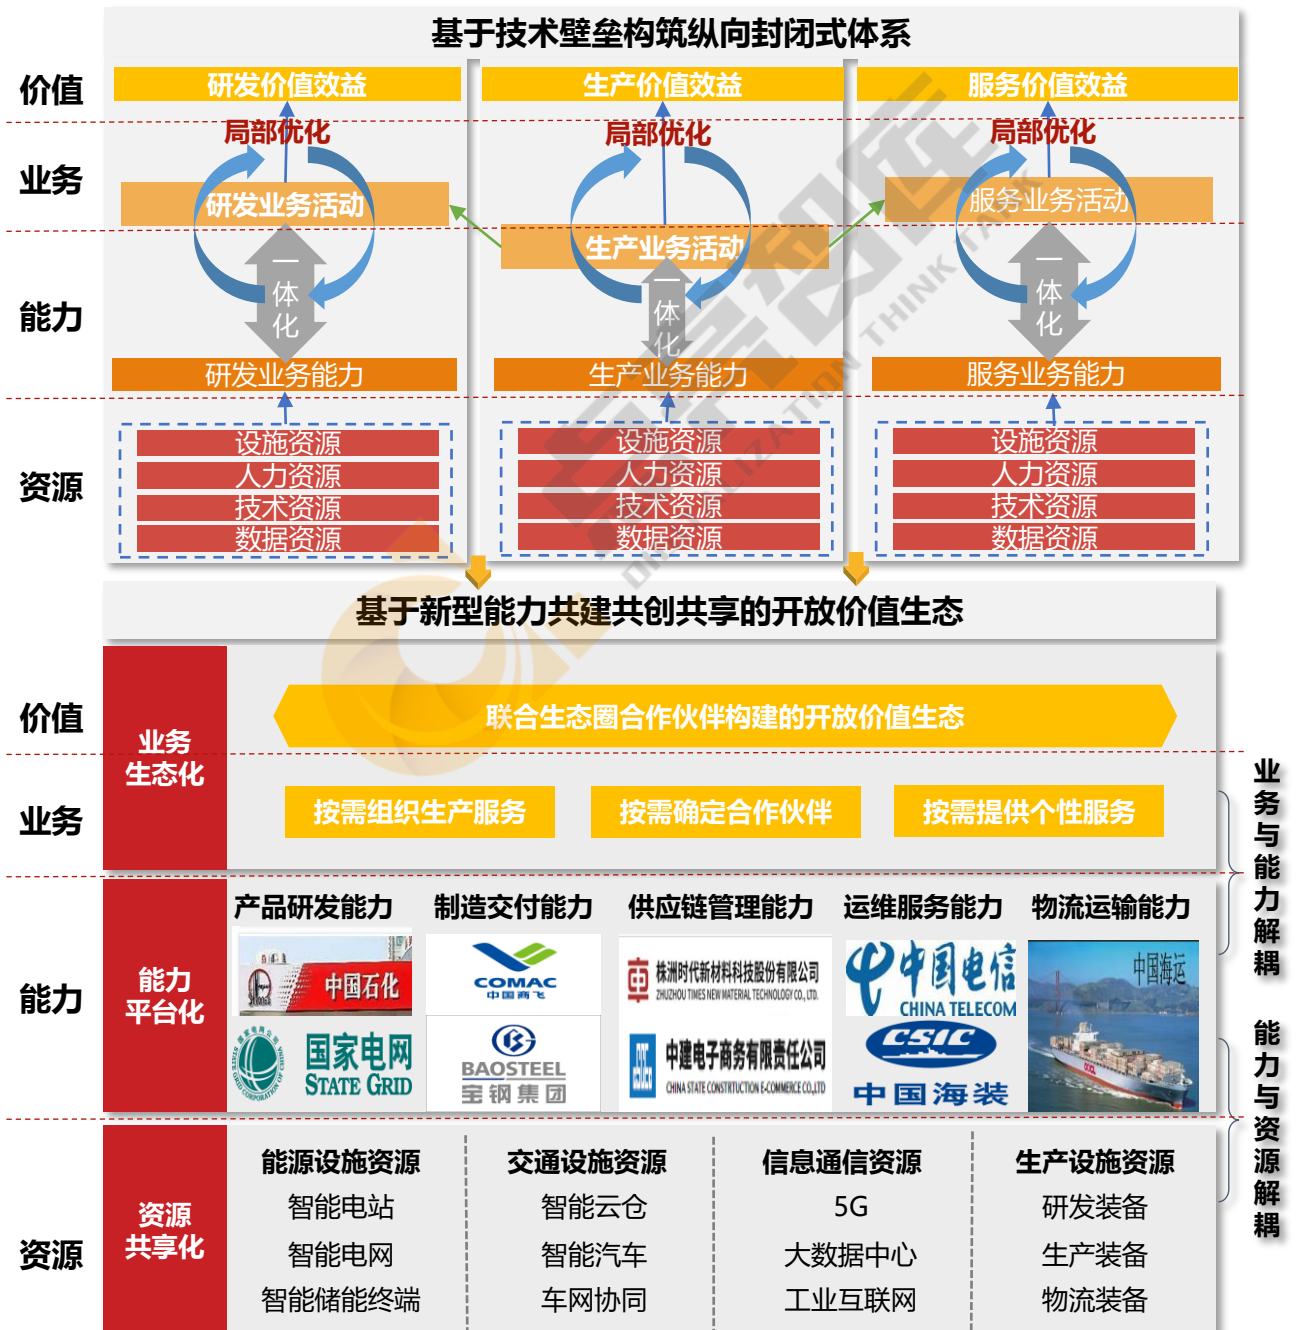 基于技术壁垒构筑纵向封闭式体系
价值
研发价值效益
生产价值效益
服务价值效益
局部优化
局部优化
局部优化
业务
研发业务活动
生产业务活动
服务业务活动
能力
一体化
一体化
一体化
研发业务能力
生产业务能力
服务业务能力
资源
设施资源
人力资源
技术资源
数据资源
设施资源
人力资源
技术资源
数据资源
设施资源
人力资源
技术资源
数据资源
基于新型能力共建共创共享的开放价值生态
价值
业务
生态化
联合生态圈合作伙伴构建的开放价值生态
业务
按需组织生产服务
按需确定合作伙伴
按需提供个性服务
业务与能力解耦
能力
能力
平台化
产品研发能力
制造交付能力
供应链管理能力
运维服务能力
物流运输能力
中国石化
国家电网
STATE GRID
STATE GRID CORPORATION OF CHINA
COMAC
中国商飞
BAOSTEEL
宝钢集团
株洲时代新材料科技股份有限公司
ZHUZHOU TIMES NEW MATERIAL TECHNOLOGY CO., LTD.
中建电子商务有限责任公司
CHINA STATE CONSTRTUCTION E-COMMERCE CO.,LTD
中国电信
CHINA TELECOM
CSIC
中国海装
中国海运
能力与资源解耦
资源
资源
共享化
能源设施资源
智能电站
智能电网
智能储能终端
交通设施资源
智能云仓
智能汽车
车网协同
信息通信资源
5G
大数据中心
工业互联网
生产设施资源
研发装备
生产装备
物流装备
THINK TANK